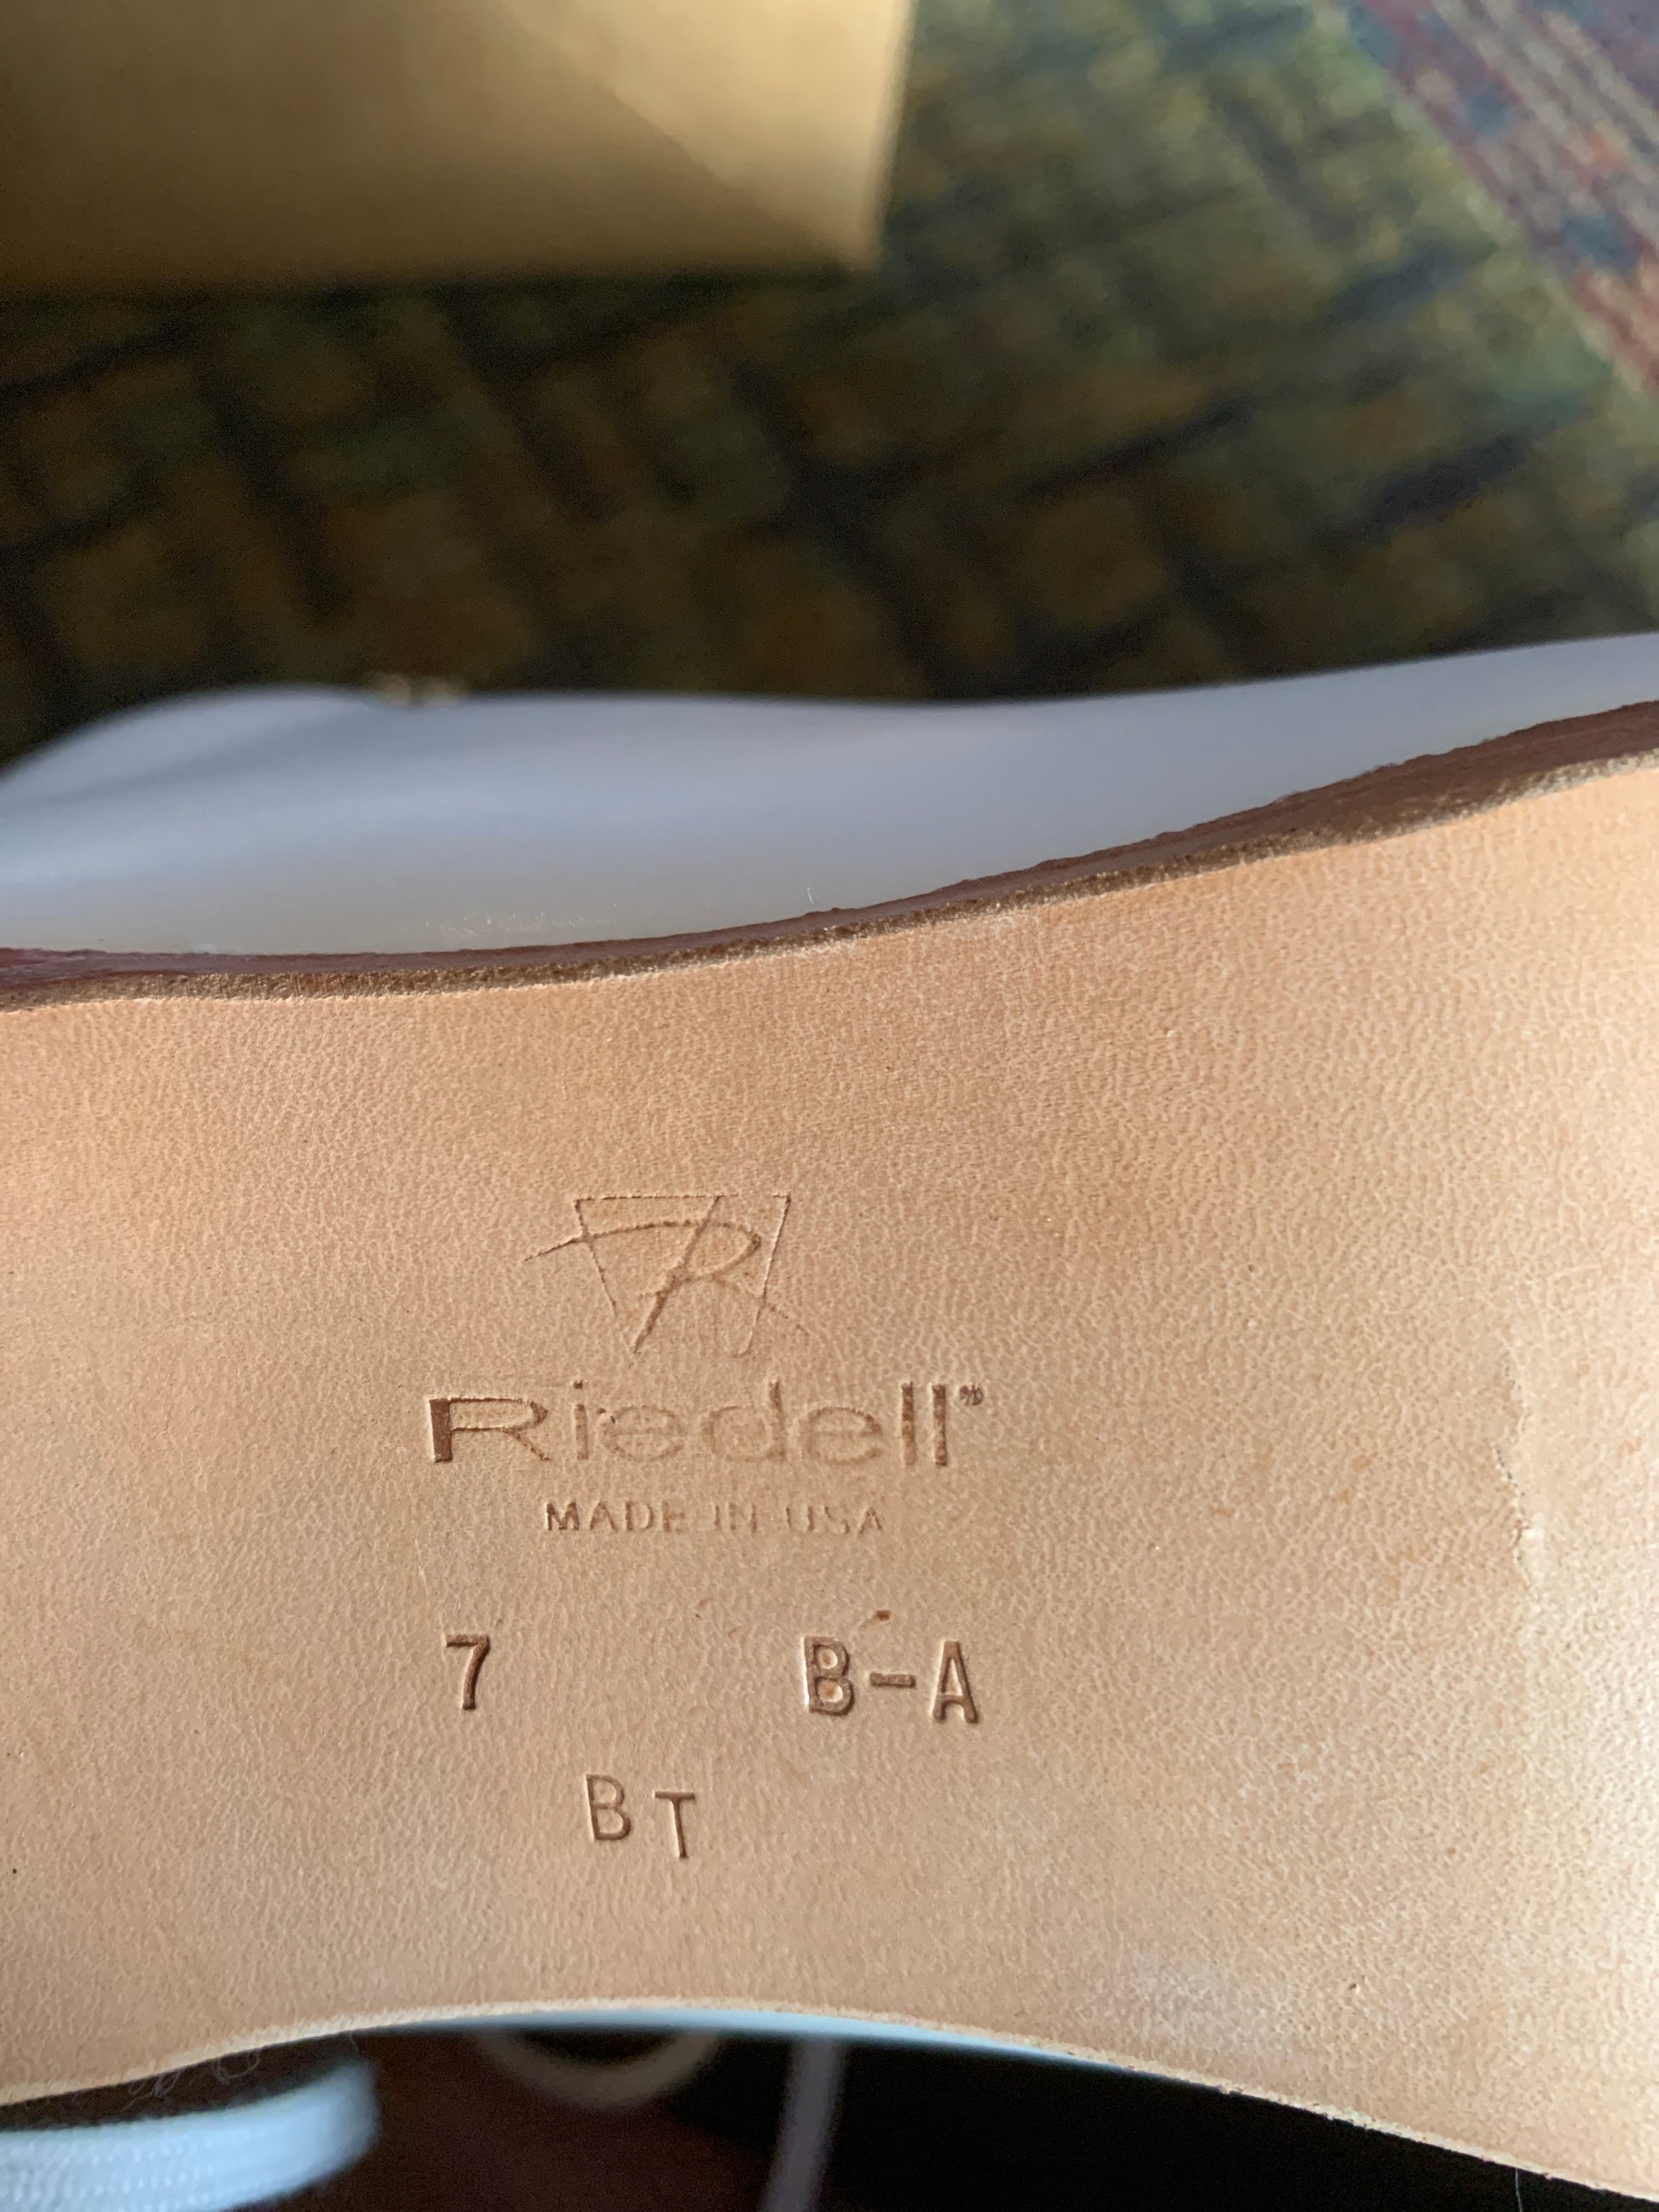 R
Riedell®
MADE IN USA
7 B-A
BT